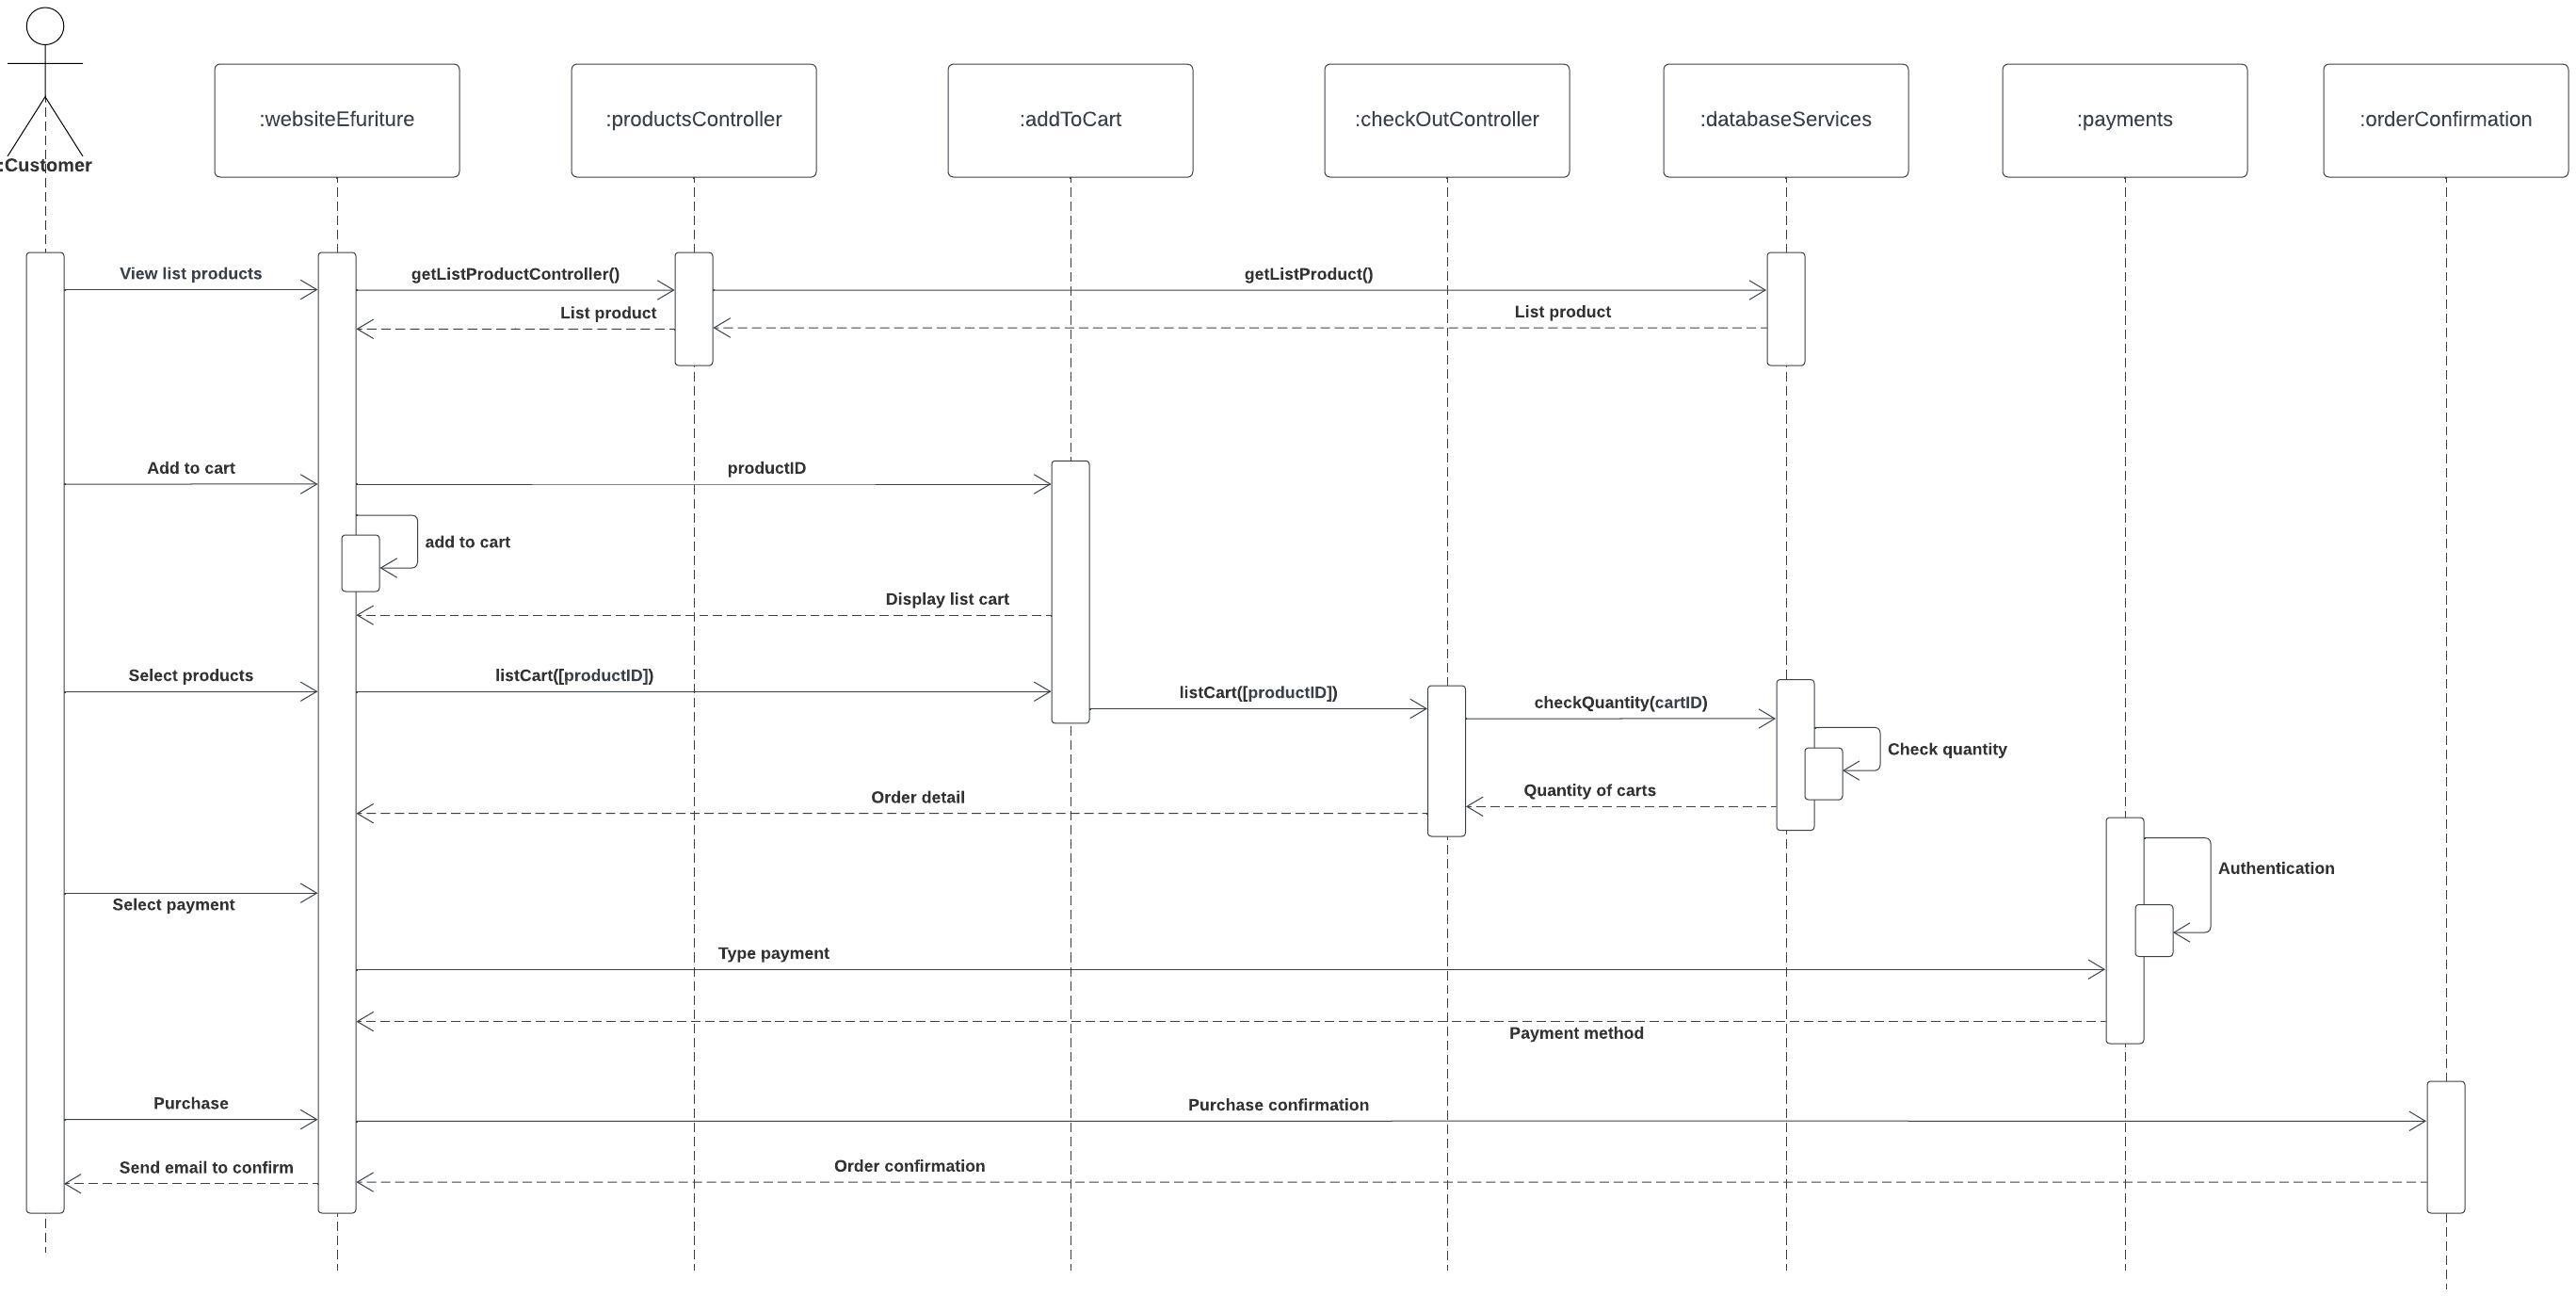 :Customer
:websiteEfuriture
:productsController
:addToCart
:checkOutController
:databaseServices
:payments
:orderConfirmation
View list products
getListProductController()
getListProduct()
List product
List product
Add to cart
productID
add to cart
Display list cart
Select products
listCart([productID])
listCart([productID])
checkQuantity(cartID)
Check quantity
Quantity of carts
Order detail
Authentication
Select payment
Type payment
Payment method
Purchase
Purchase confirmation
Send email to confirm
Order confirmation